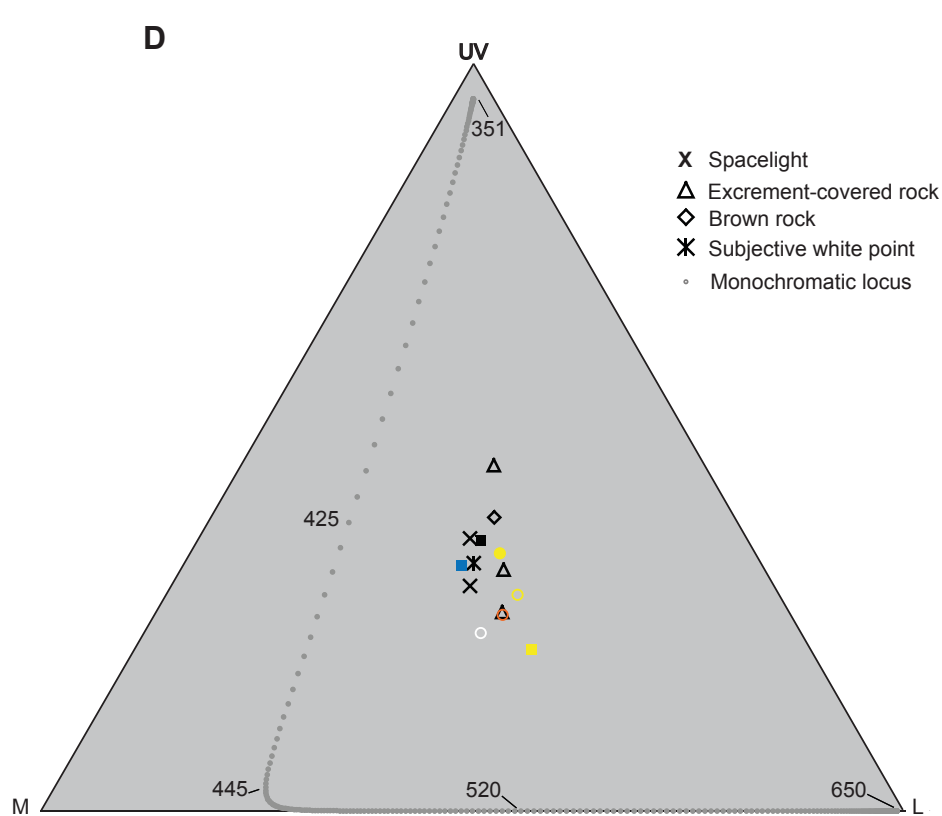 D
UV
351
X Spacelight
Excrement-covered rock
Brown rock
Subjective white point
Monochromatic locus
425
445
520
650
M
L